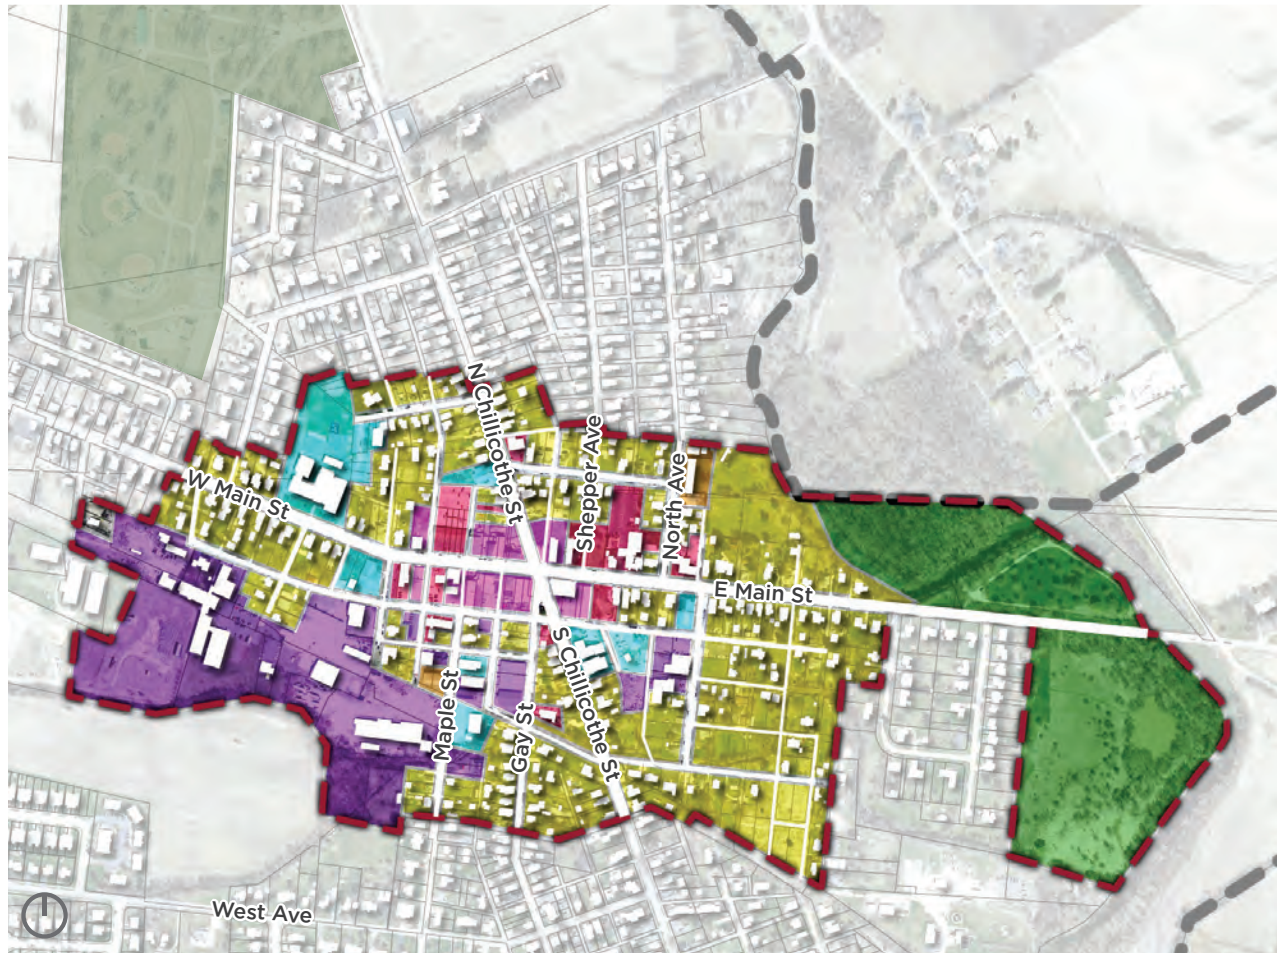 N Chillicothe St
Shepper Ave
North Ave
W Main St
E Main St
S Chillicothe St
Maple St
Gay St
West Ave